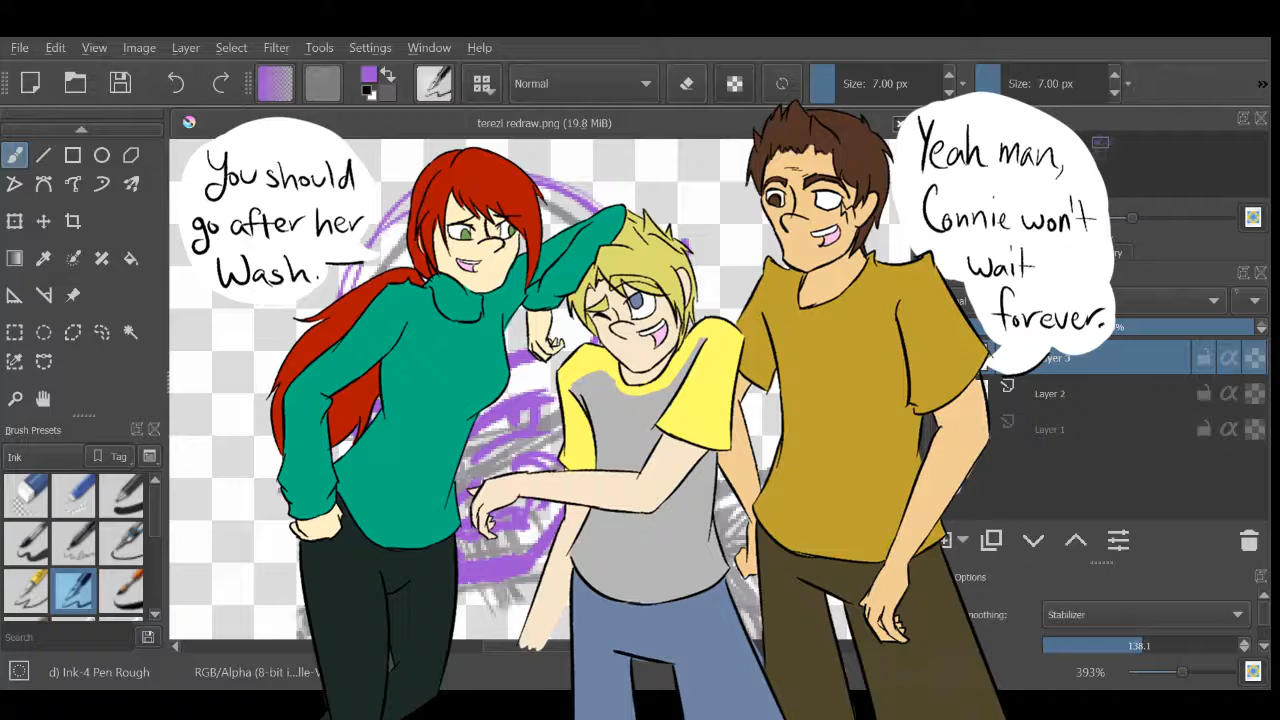 File Edit View Image Layer Select Filter Tools Settings Window Help
Normal Size: 7.00 px Size: 7.00 px
terezi redraw.png (19.8 MiB)
You should
go after her
Wash.
Yeah man,
Connie won't
wait
forever.
Layer 2
Layer 1
Brush Presets
Ink Tag
Options
Stabilizer
Search
138.1
d) Ink-4 Pen Rough RGB/Alpha (8-bit i...lle-V
393%